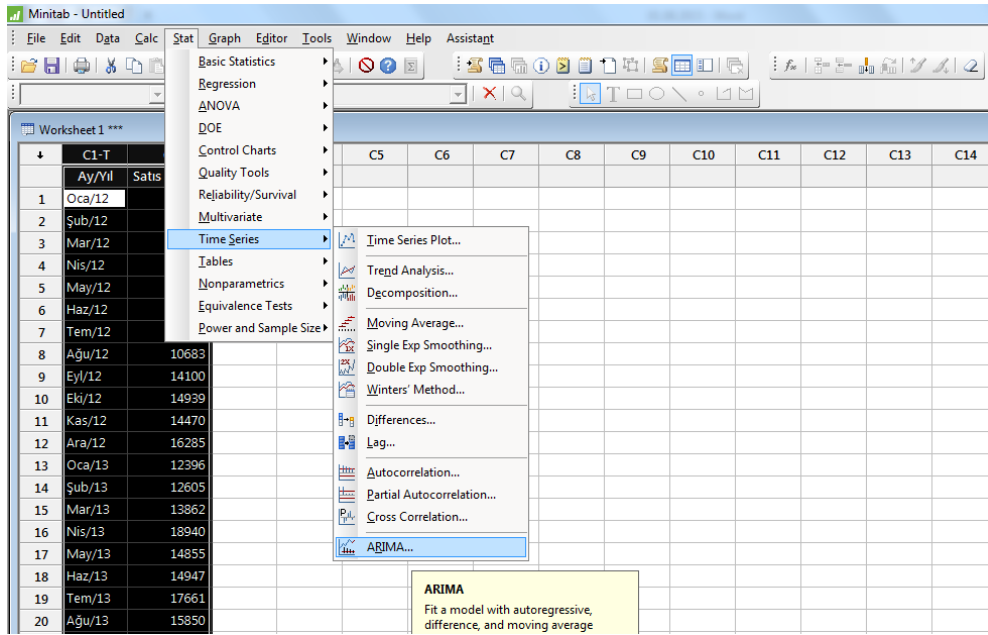 Minitab - Untitled
File Edit Data Calc Stat Graph Editor Tools Window Help Assistant
Basic Statistics
Regression
ANOVA
DOE
Control Charts
Quality Tools
Reliability/Survival
Multivariate
Time Series
Tables
Nonparametrics
Equivalence Tests
Power and Sample Size
Time Series Plot...
Trend Analysis...
Decomposition...
Moving Average...
Single Exp Smoothing...
Double Exp Smoothing...
Winters' Method...
Differences...
Lag...
Autocorrelation...
Partial Autocorrelation...
Cross Correlation...
ARIMA...
ARIMA
Fit a model with autoregressive,
difference, and moving average
Worksheet 1 ***
C1-T C5 C6 C7 C8 C9 C10 C11 C12 C13 C14
Ay/Yıl Satıs
1 Oca/12
2 Şub/12
3 Mar/12
4 Nis/12
5 May/12
6 Haz/12
7 Tem/12
8 Ağu/12 10683
9 Eyl/12 14100
10 Eki/12 14939
11 Kas/12 14470
12 Ara/12 16285
13 Oca/13 12396
14 Şub/13 12605
15 Mar/13 13862
16 Nis/13 18940
17 May/13 14855
18 Haz/13 14947
19 Tem/13 17661
20 Ağu/13 15850